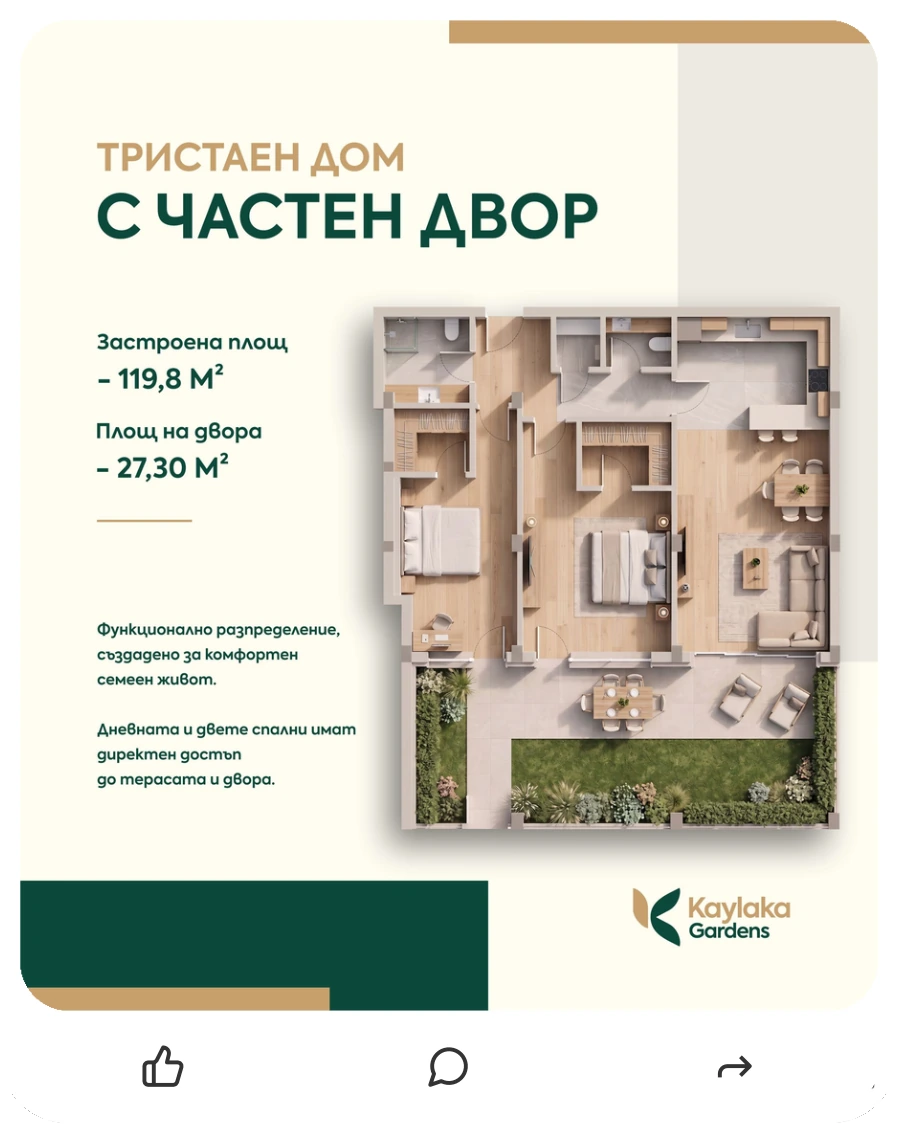 ТРИСТАЕН ДОМ
С ЧАСТЕН ДВОР
Застроена площ
– 119,8 М²
Площ на двора
– 27,30 М²
Функционално разпределение,
създадено за комфортен
семеен живот.
Дневната и двете спални имат
директен достъп
до терасата и двора.
Kaylaka
Gardens